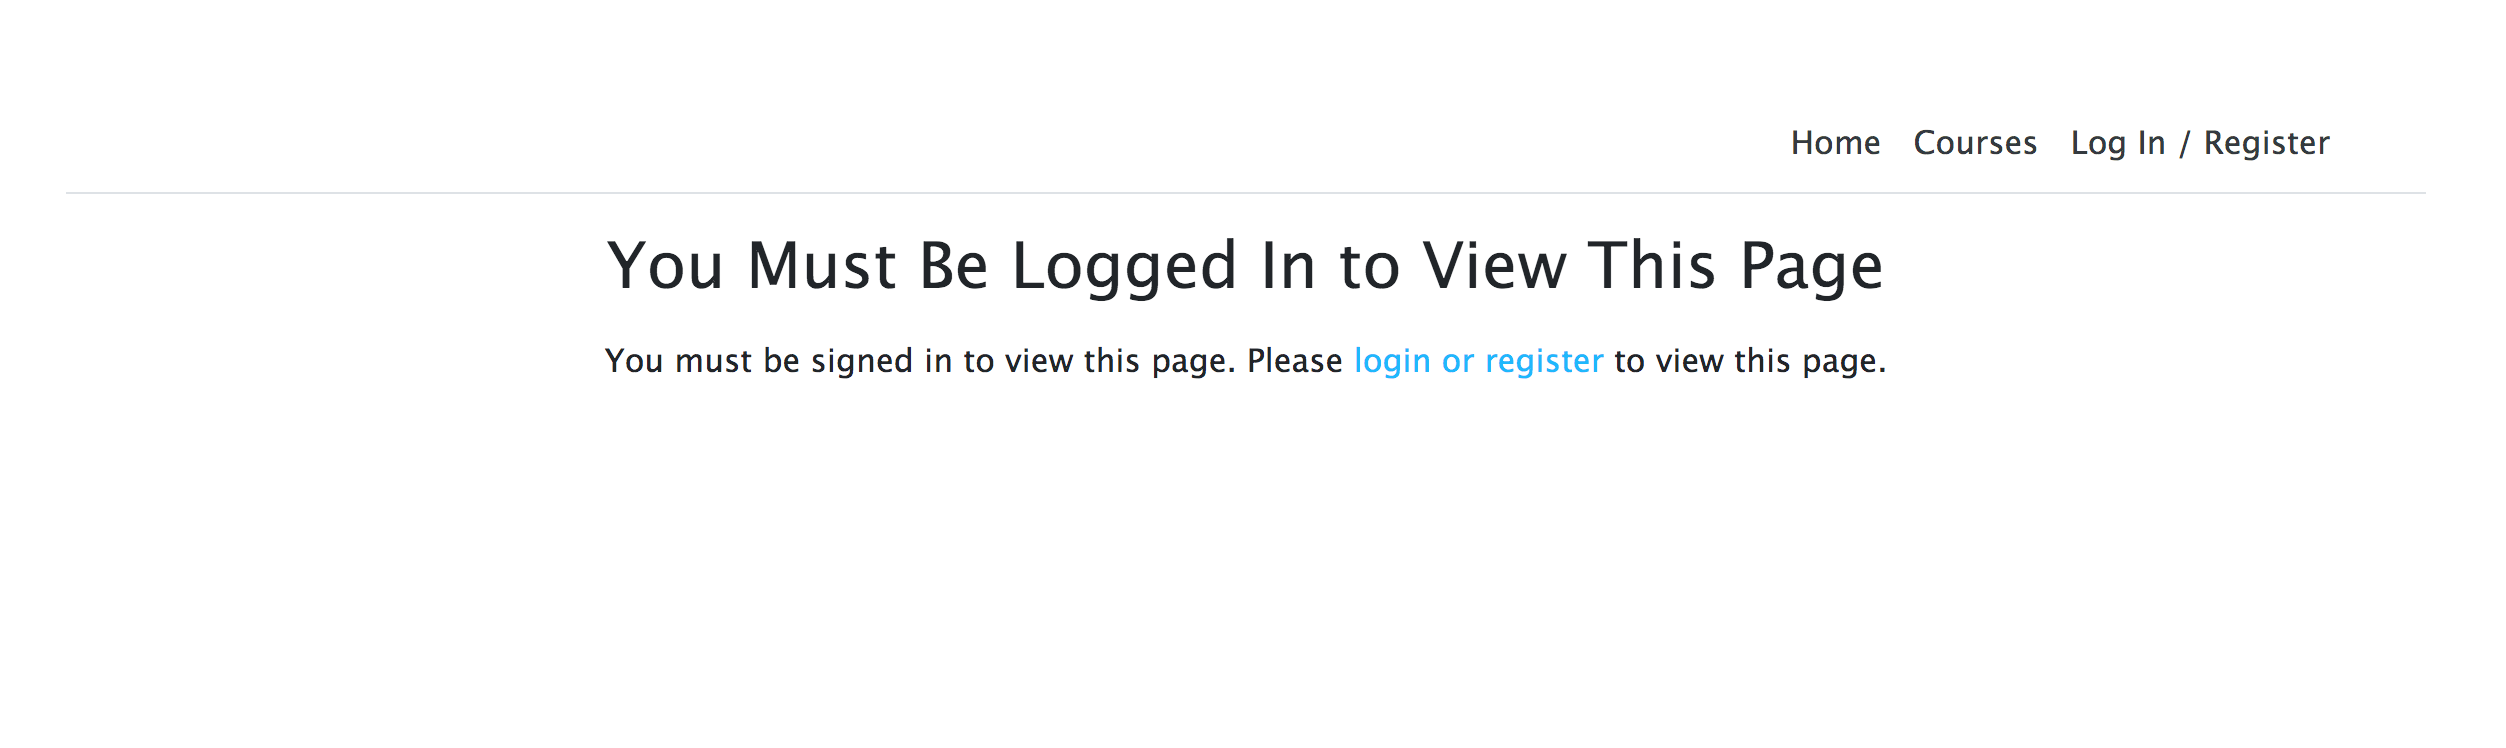 Home Courses Log In / Register
You Must Be Logged In to View This Page
You must be signed in to view this page. Please login or register to view this page.